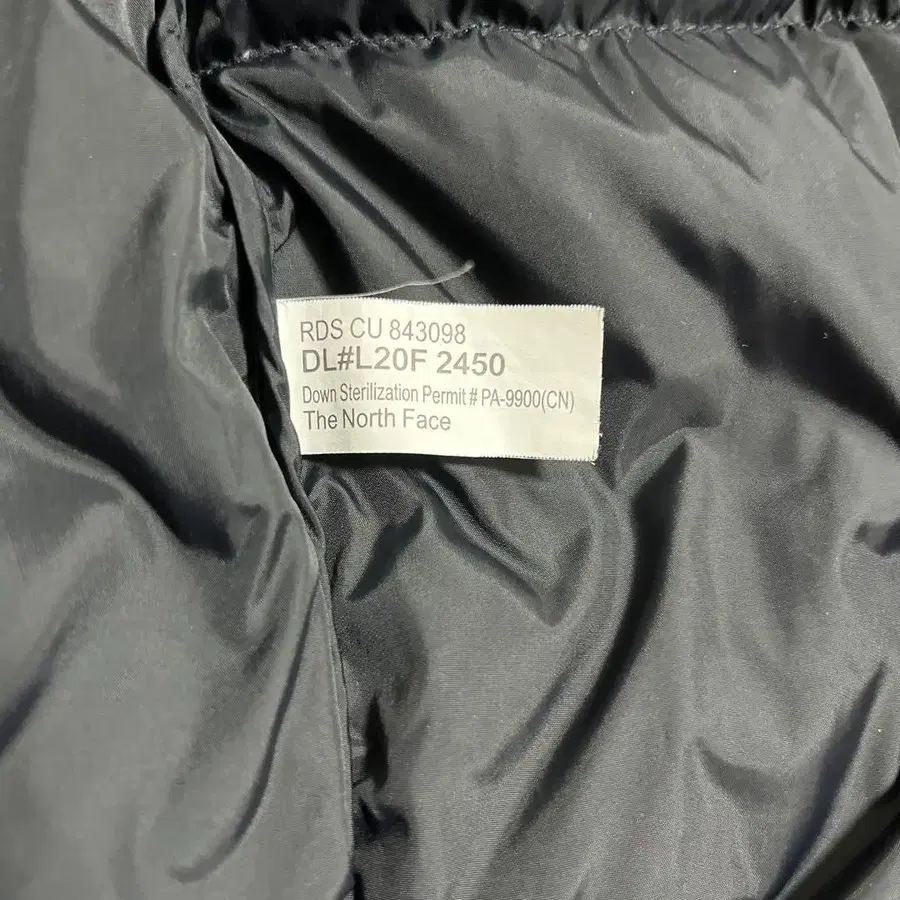 RDS CU 843098
DL#L20F 2450
Down Sterilization Permit # PA-9900(CN)
The North Face